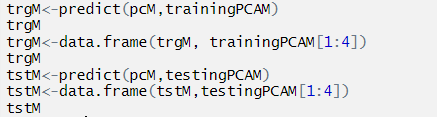 trgM<-predict(pcM,trainingPCAM)
trgM
trgM<-data.frame(trgM, trainingPCAM[1:4])
trgM
tstM<-predict(pcM,testingPCAM)
tstM<-data.frame(tstM,testingPCAM[1:4])
tstM